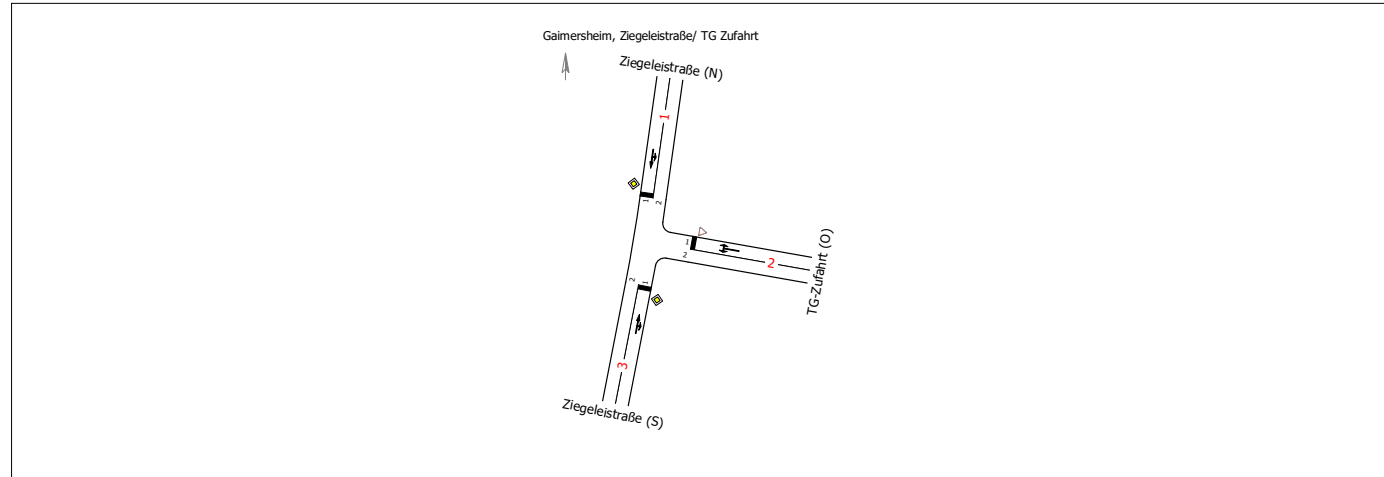 Gaimersheim, Ziegeleistraße/ TG Zufahrt
Ziegeleistraße (N)
1
1
2
1
2
2
TG-Zufahrt (O)
2
1
3
Ziegeleistraße (S)